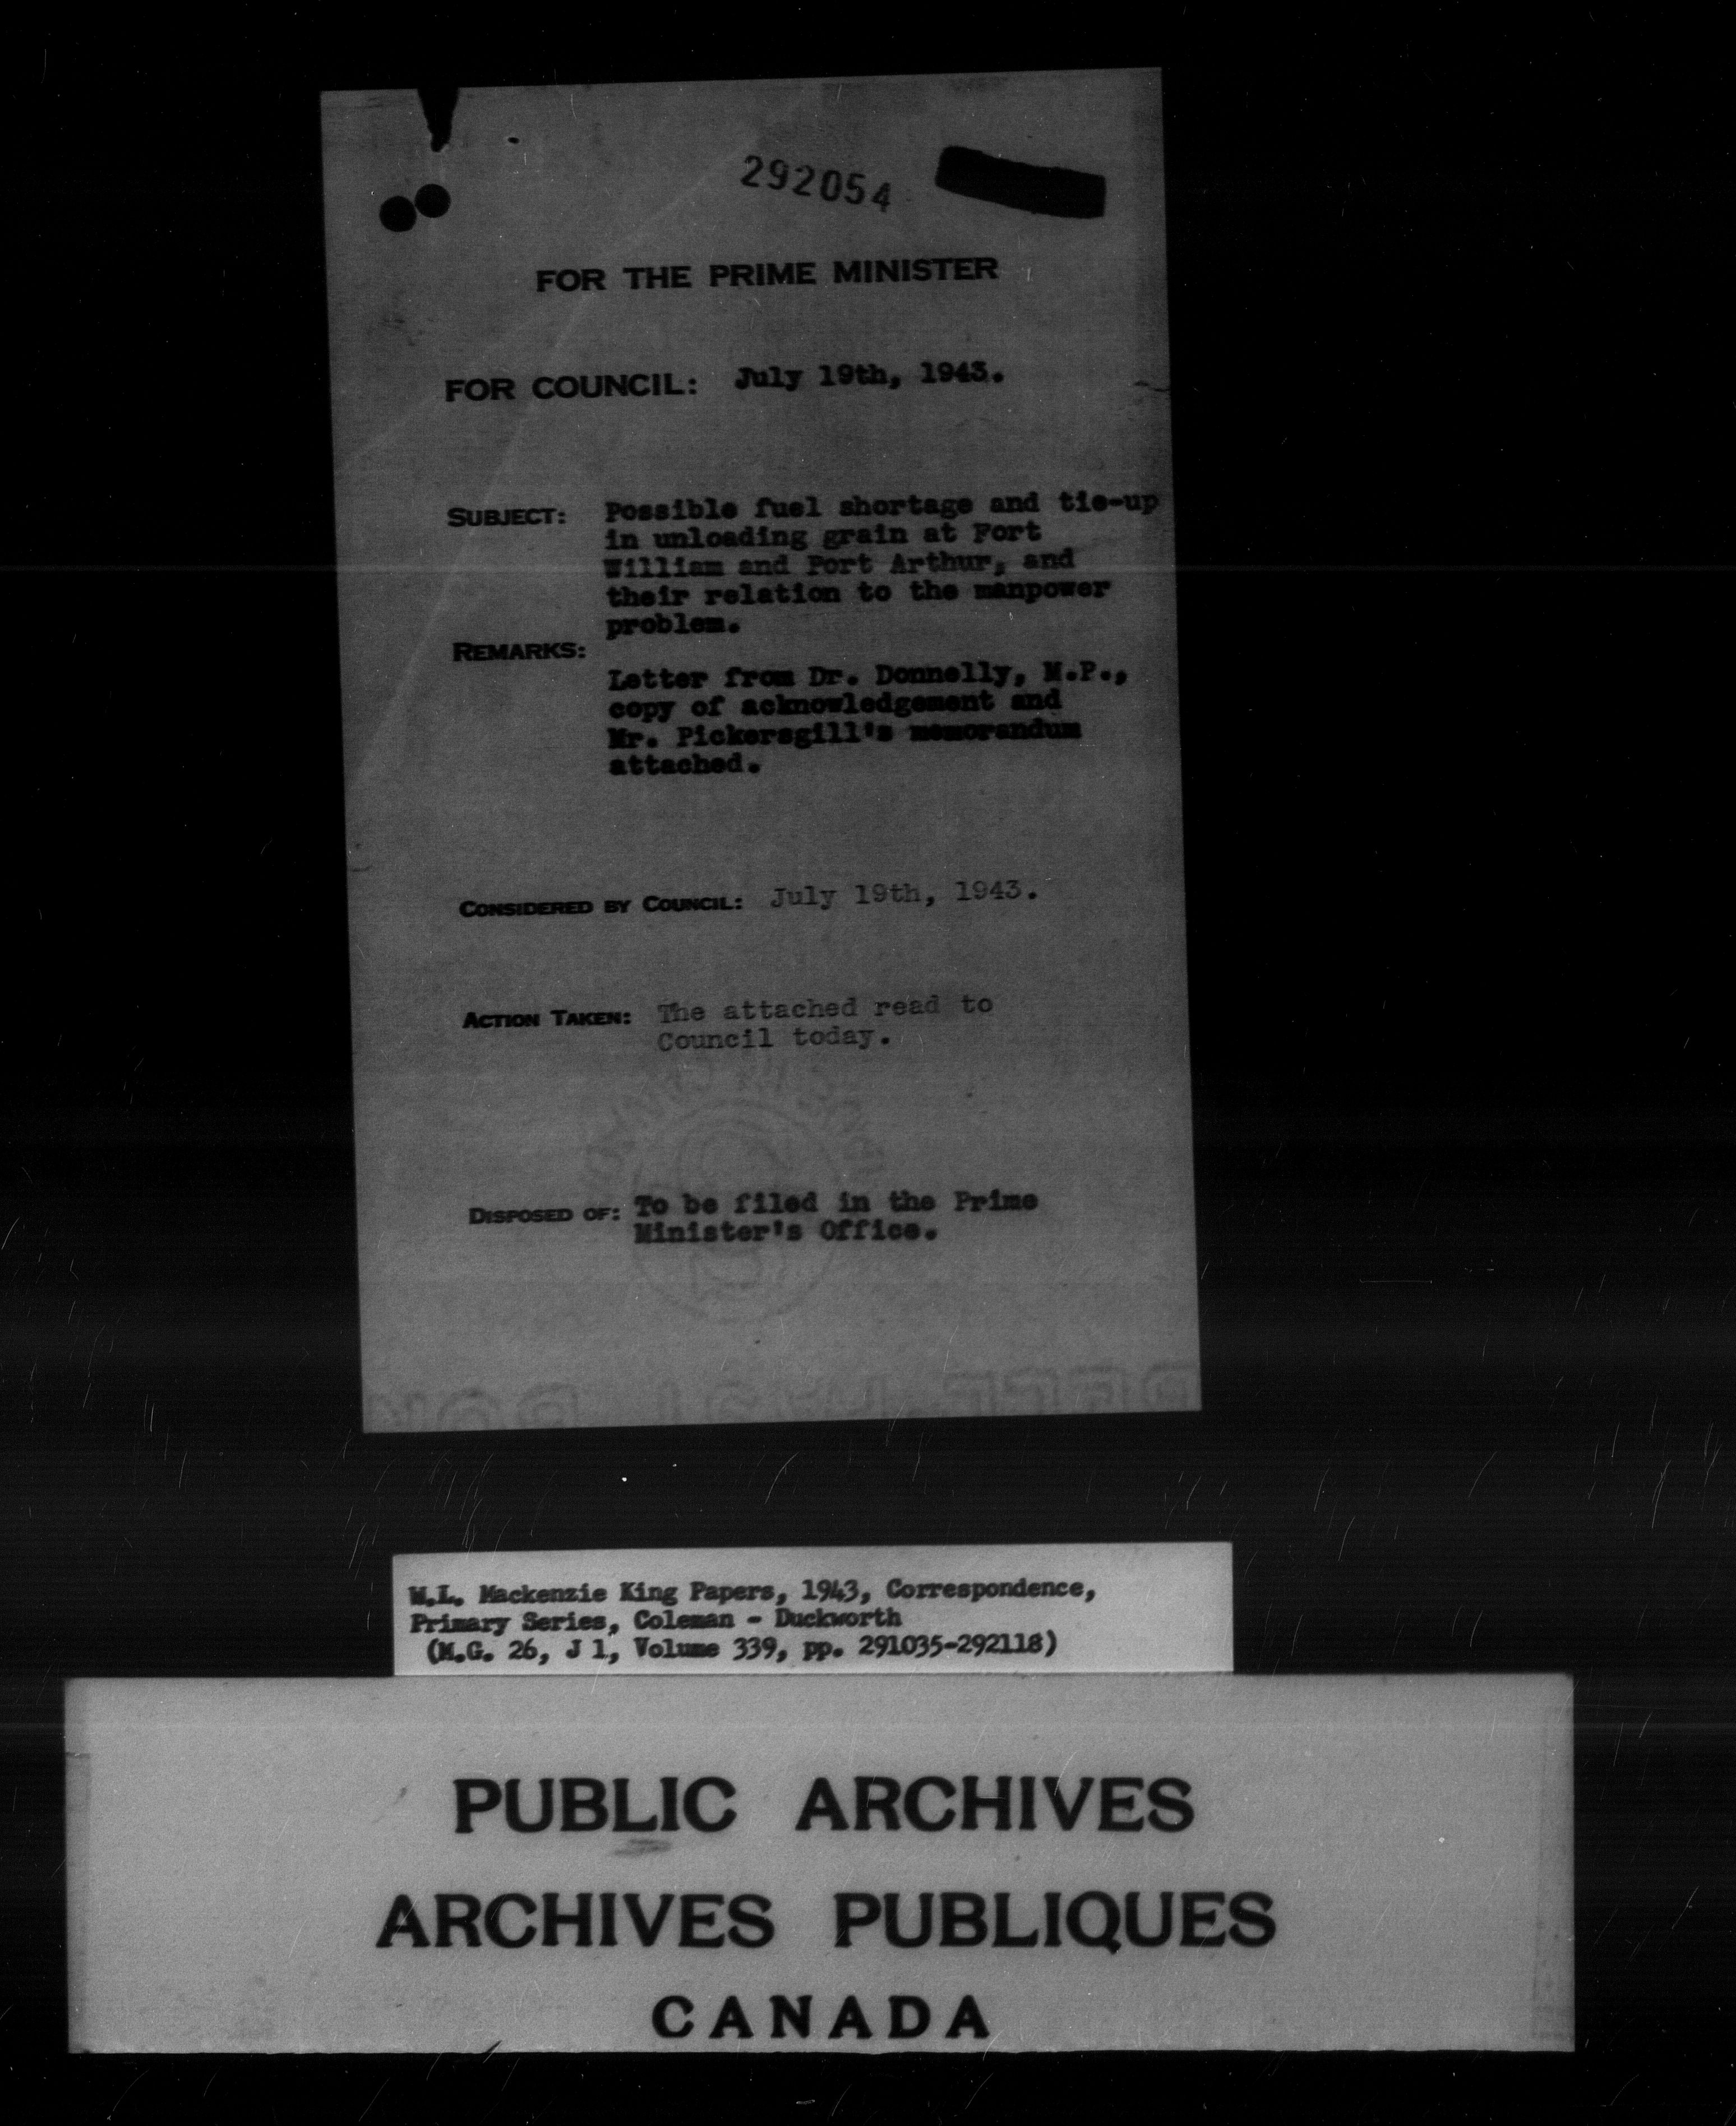 292054
FOR THE PRIME MINISTER
FOR COUNCIL: July 19th, 1943.
SUBJECT: Possible fuel shortage and tie-up
in unloading grain at Fort
William and Port Arthur, and
their relation to the manpower
problem.
REMARKS:
Letter from Dr. Donnelly, M.P.,
copy of acknowledgement and
Mr. Pickersgill's memorandum
attached.
CONSIDERED BY COUNCIL: July 19th, 1943.
ACTION TAKEN: The attached read to
Council today.
DISPOSED OF: To be filed in the Prime
Minister's Office.
W.L. Mackenzie King Papers, 1943, Correspondence,
Primary Series, Coleman - Duckworth
(M.G. 26, J 1, Volume 339, pp. 291035-292118)
PUBLIC ARCHIVES
ARCHIVES PUBLIQUES
CANADA